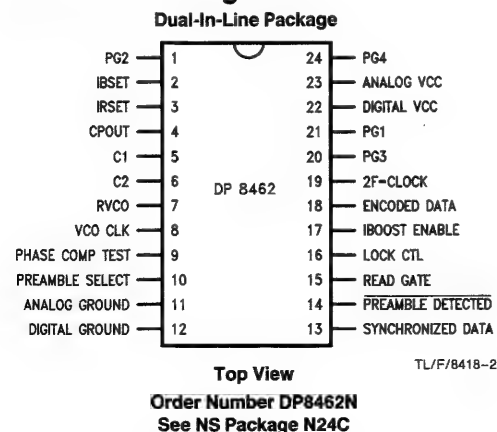 Dual-In-Line Package
PG2 1 24 PG4
IBSET 2 23 ANALOG VCC
IRSET 3 22 DIGITAL VCC
CPOUT 4 21 PG1
C1 5 20 PG3
C2 6 19 2F-CLOCK
DP 8462
RVCO 7 18 ENCODED DATA
VCO CLK 8 17 IBOOST ENABLE
PHASE COMP TEST 9 16 LOCK CTL
PREAMBLE SELECT 10 15 READ GATE
ANALOG GROUND 11 14 PREAMBLE DETECTED
DIGITAL GROUND 12 13 SYNCHRONIZED DATA
TL/F/8418-2
Top View
Order Number DP8462N
See NS Package N24C